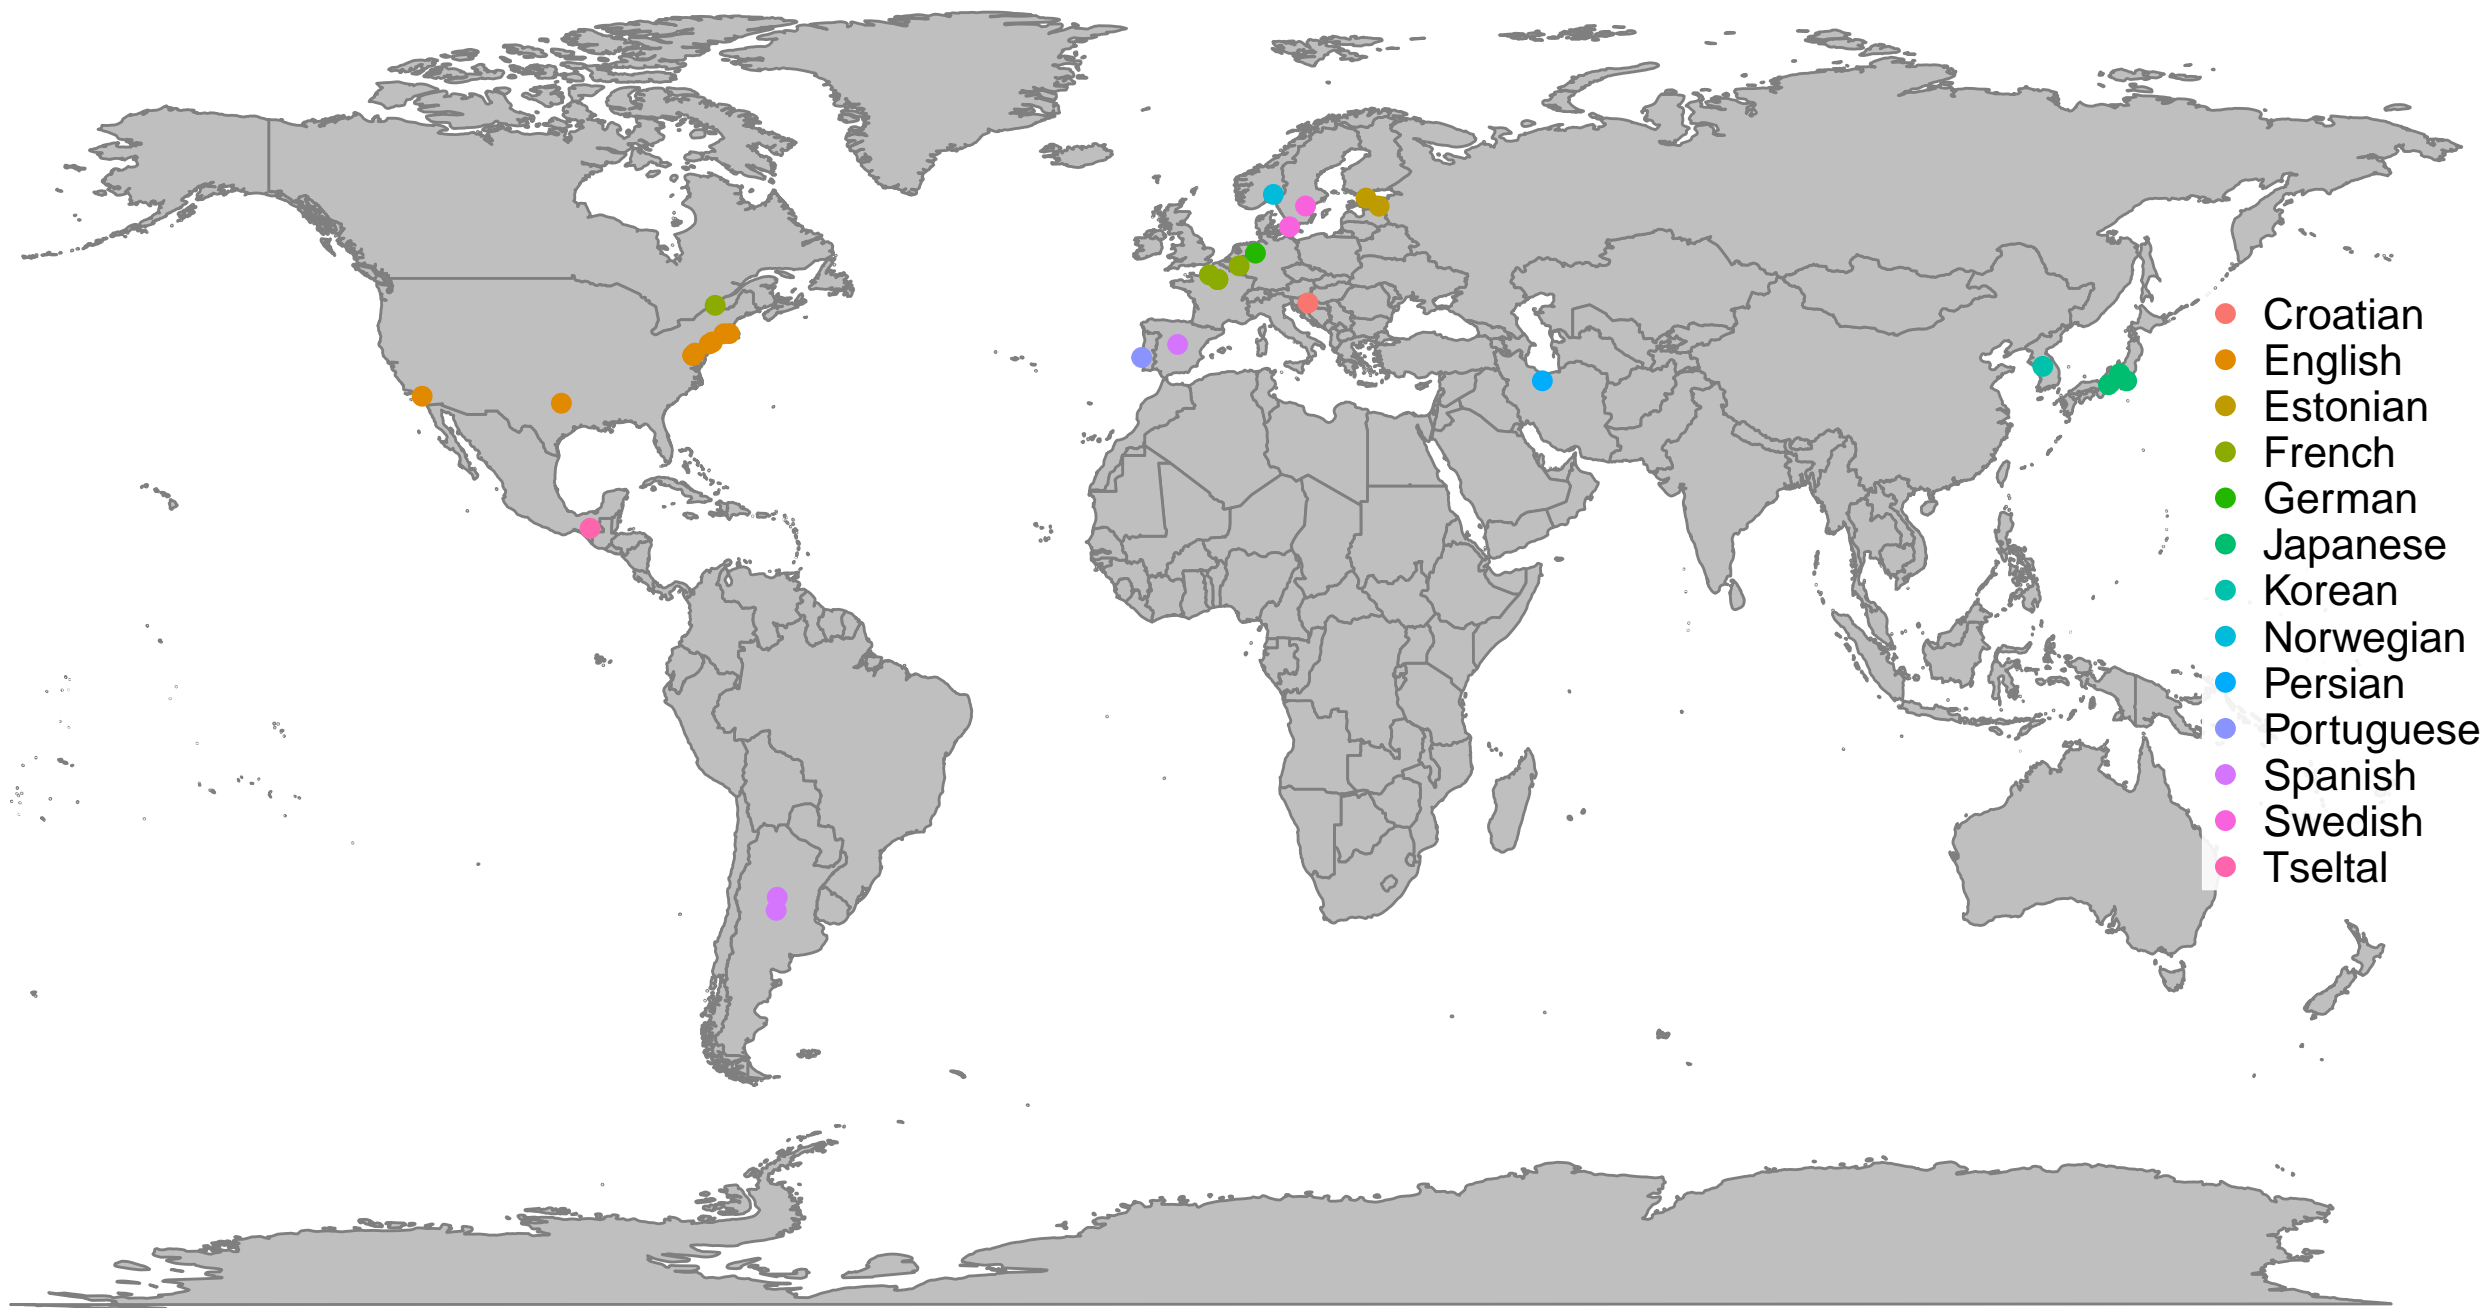 Croatian
English
Estonian
French
German
Japanese
Korean
Norwegian
Persian
Portuguese
Spanish
Swedish
Tseltal